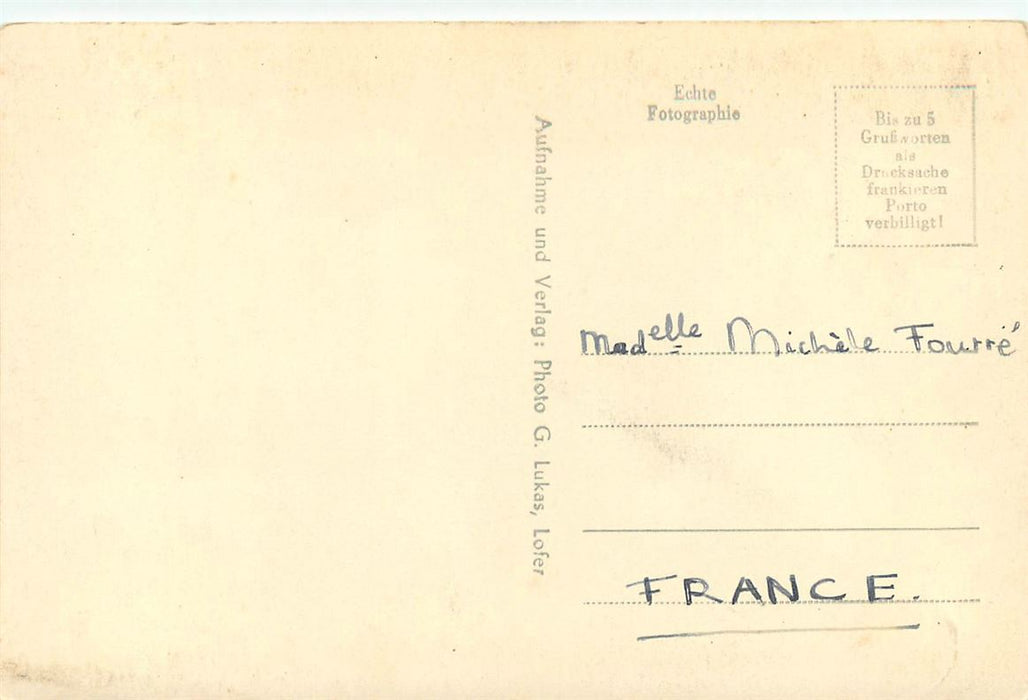 Echte
Fotographie
Bis zu 5
Grußworten
als
Drucksache
frankieren
Porto
verbilligt!
Aufnahme und Verlag: Photo G. Lukas, Lofer
Madelle Michèle Fourré
FRANCE.